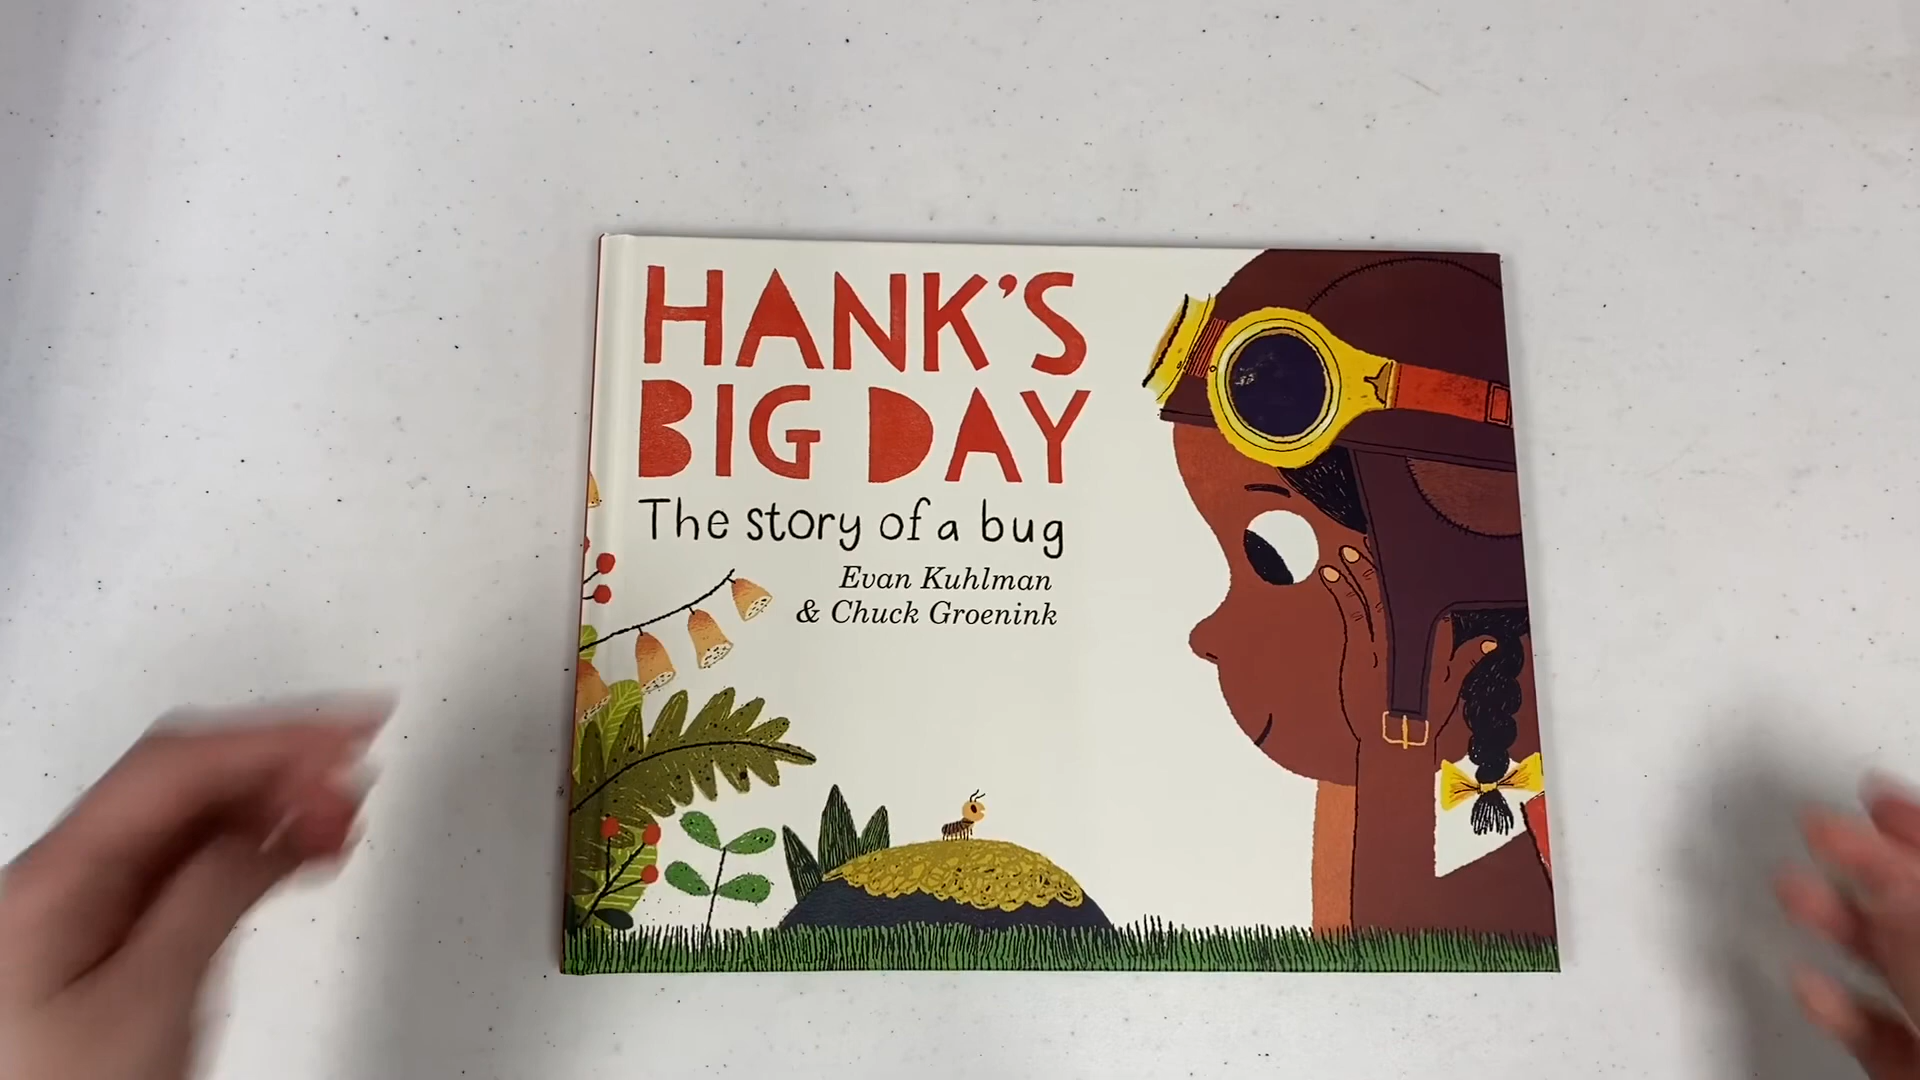 HANK'S
BIG DAY
The story of a bug
Evan Kuhlman
& Chuck Groenink